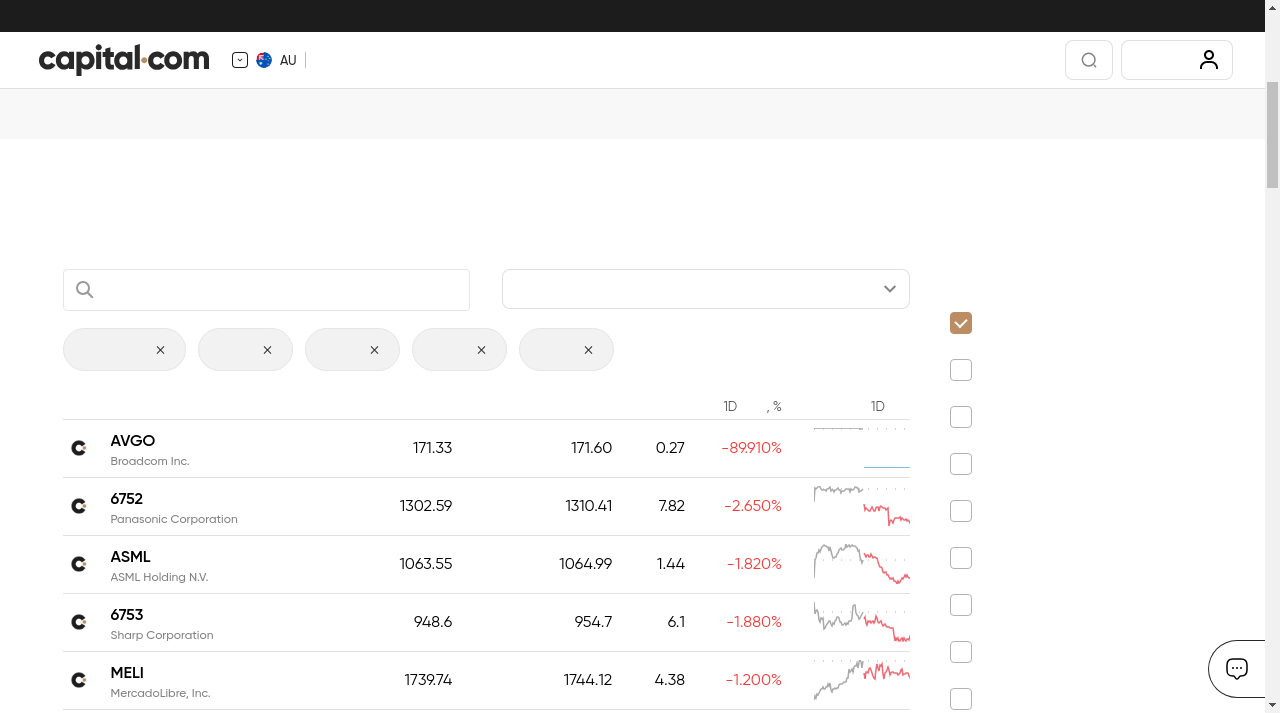 capital.com
AU
1D , % 1D
AVGO 171.33 171.60 0.27 -89.910%
Broadcom Inc.
6752 1302.59 1310.41 7.82 -2.650%
Panasonic Corporation
ASML 1063.55 1064.99 1.44 -1.820%
ASML Holding N.V.
6753 948.6 954.7 6.1 -1.880%
Sharp Corporation
MELI 1739.74 1744.12 4.38 -1.200%
MercadoLibre, Inc.